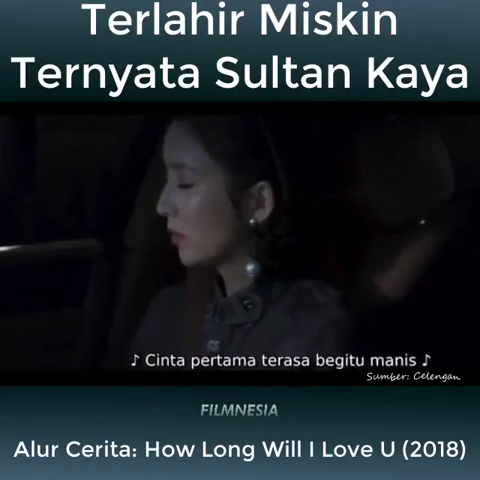 Terlahir Miskin
Ternyata Sultan Kaya
♪ Cinta pertama terasa begitu manis ♪
Sumber: Celengan
FILMNESIA
Alur Cerita: How Long Will I Love U (2018)